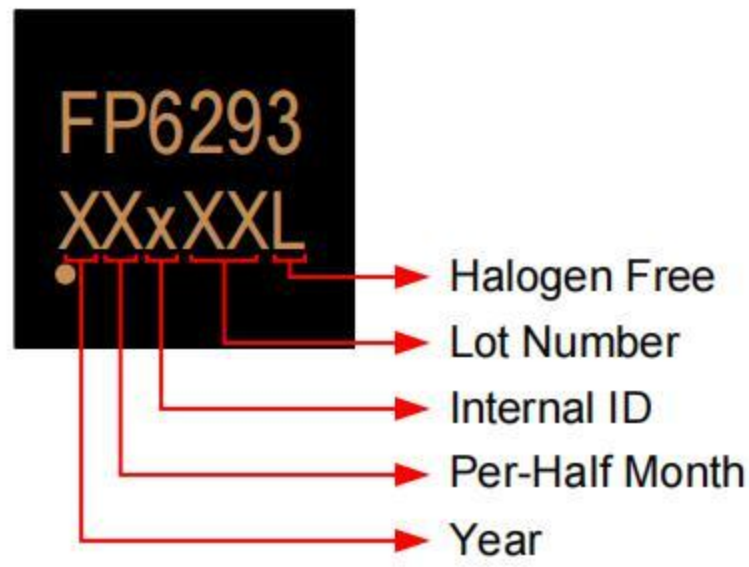 FP6293
XXxXXL
Halogen Free
Lot Number
Internal ID
Per-Half Month
Year